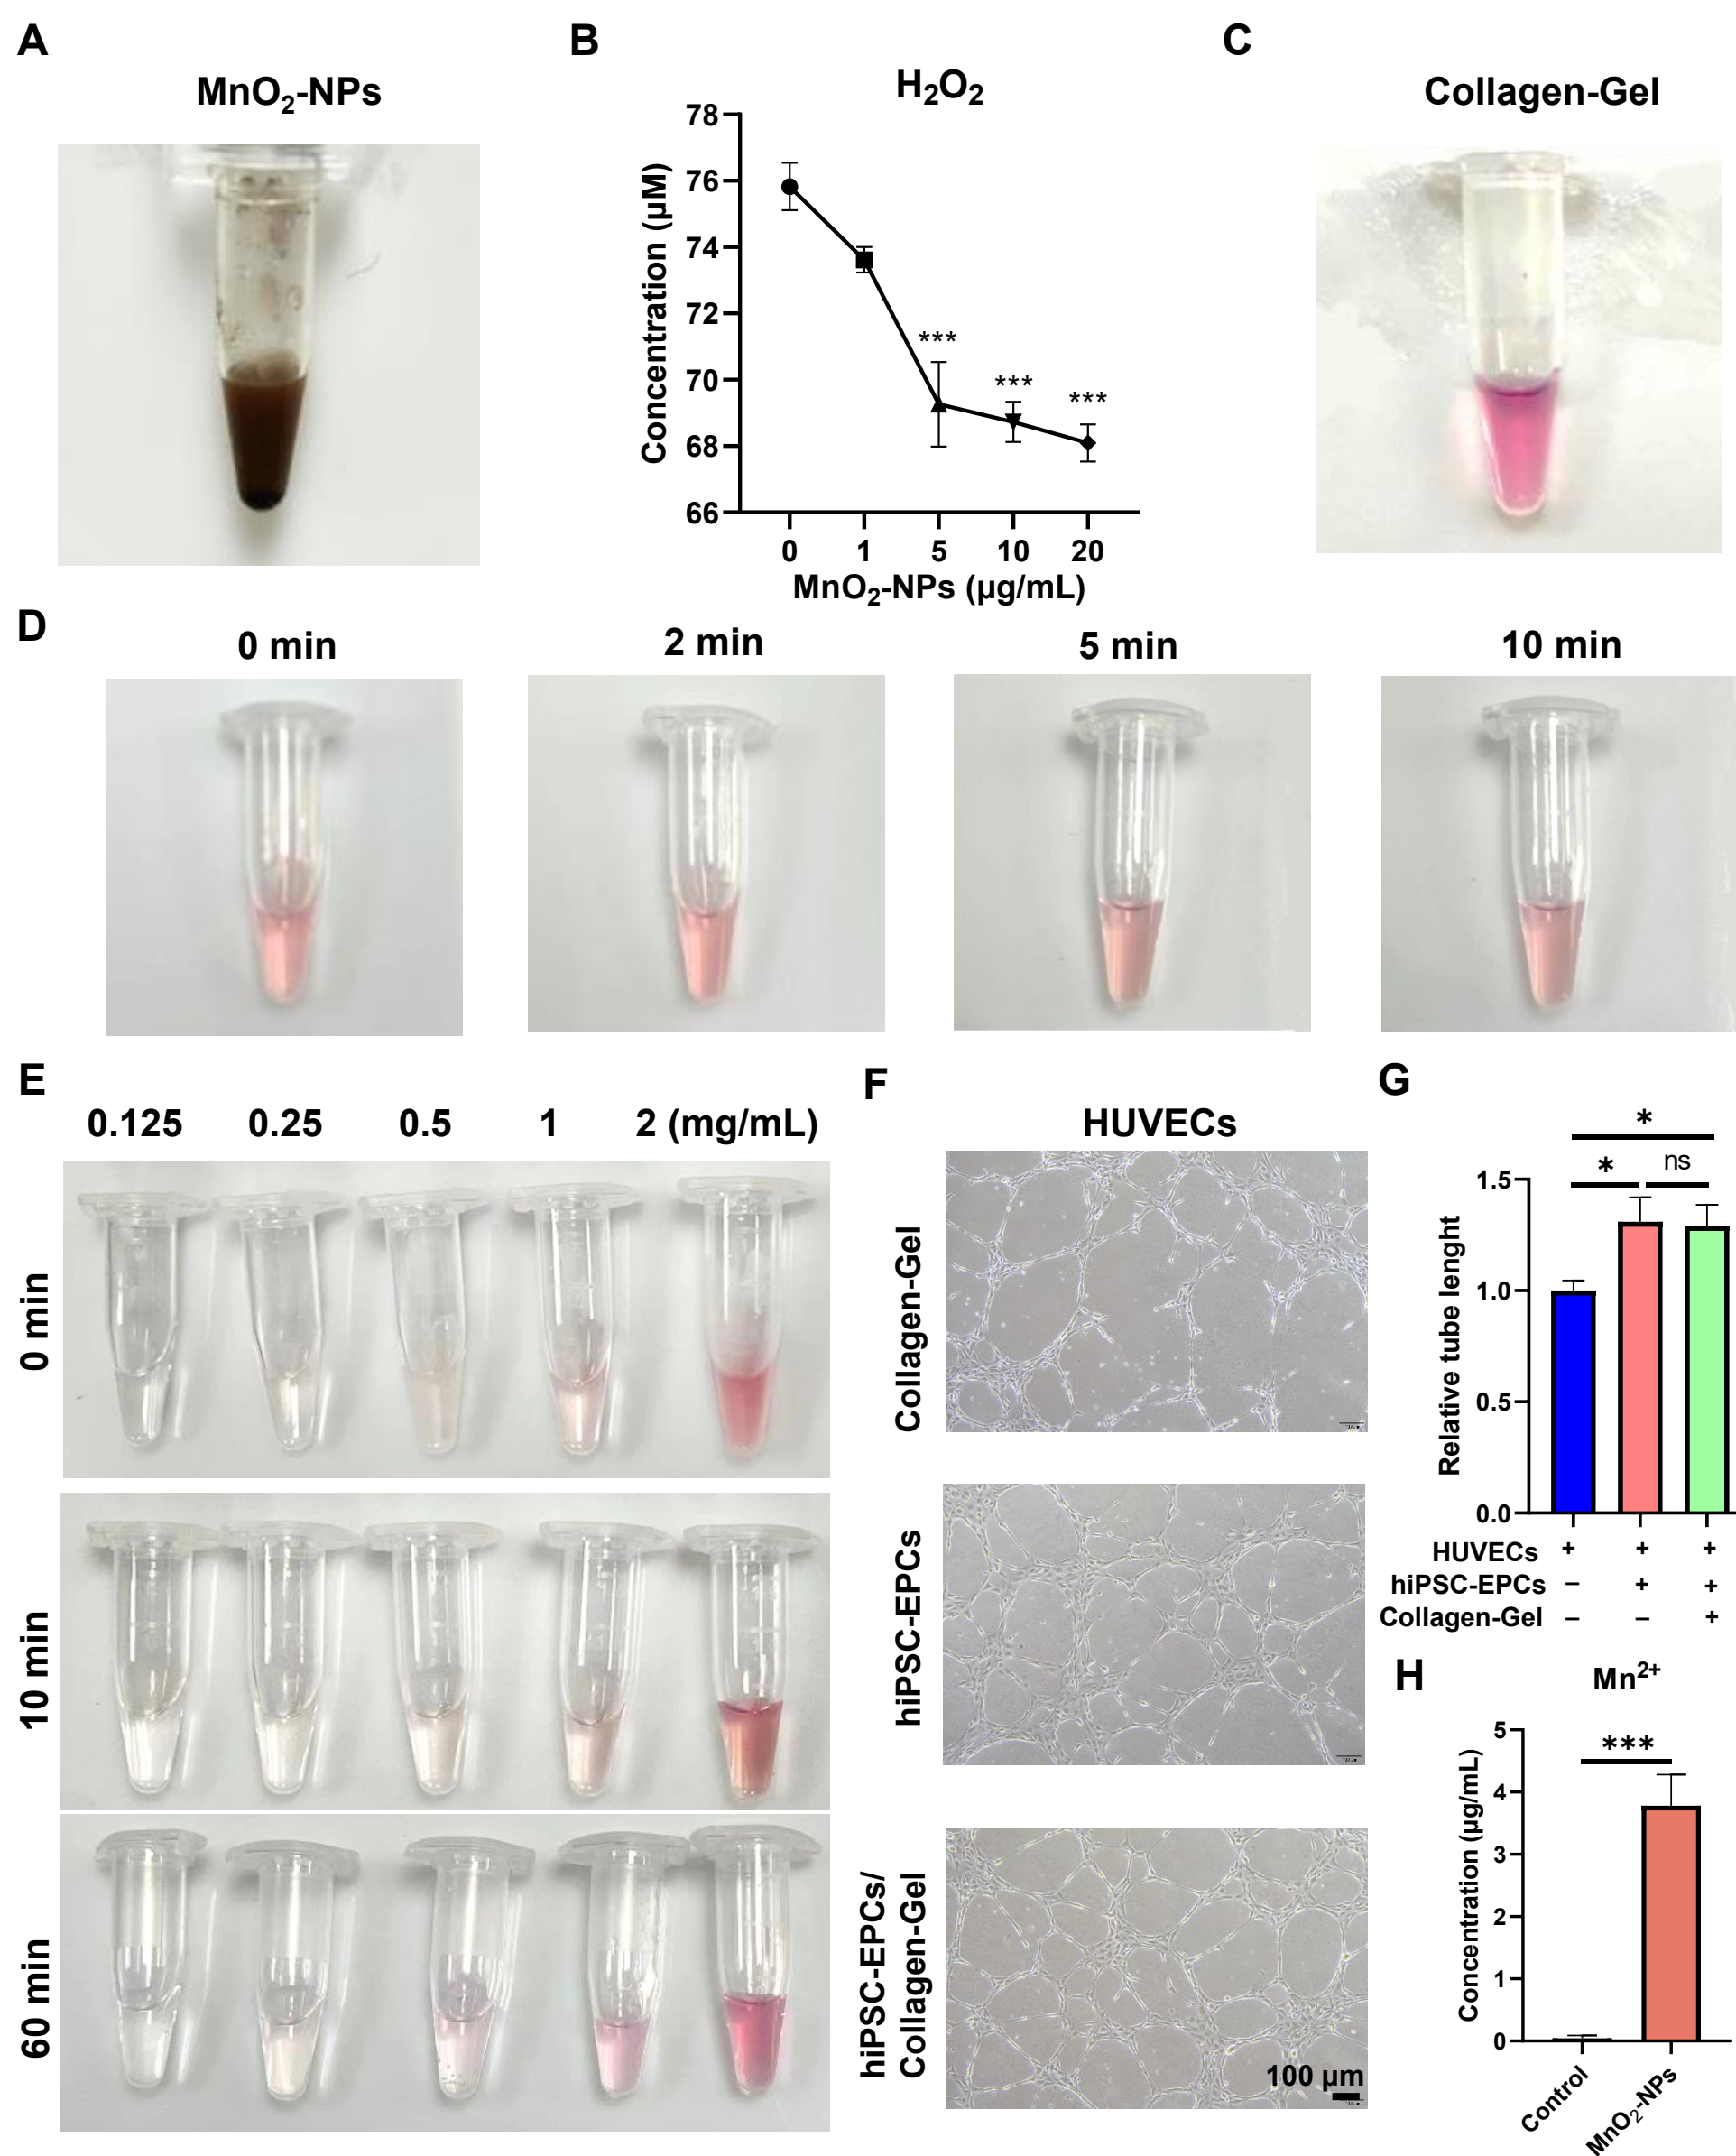 A
MnO₂-NPs
B
H₂O₂
78
76
74
72
70
68
66
Concentration (µM)
***
***
***
0 1 5 10 20
MnO₂-NPs (µg/mL)
C
Collagen-Gel
D
0 min
2 min
5 min
10 min
E
0.125 0.25 0.5 1 2 (mg/mL)
0 min
10 min
60 min
F
HUVECs
Collagen-Gel
hiPSC-EPCs
hiPSC-EPCs/
Collagen-Gel
100 µm
G
*
* ns
1.5
1.0
0.5
0.0
Relative tube lenght
HUVECs + + +
hiPSC-EPCs – + +
Collagen-Gel – – +
H
Mn²⁺
***
5
4
3
2
1
0
Concentration (µg/mL)
Control
MnO₂-NPs